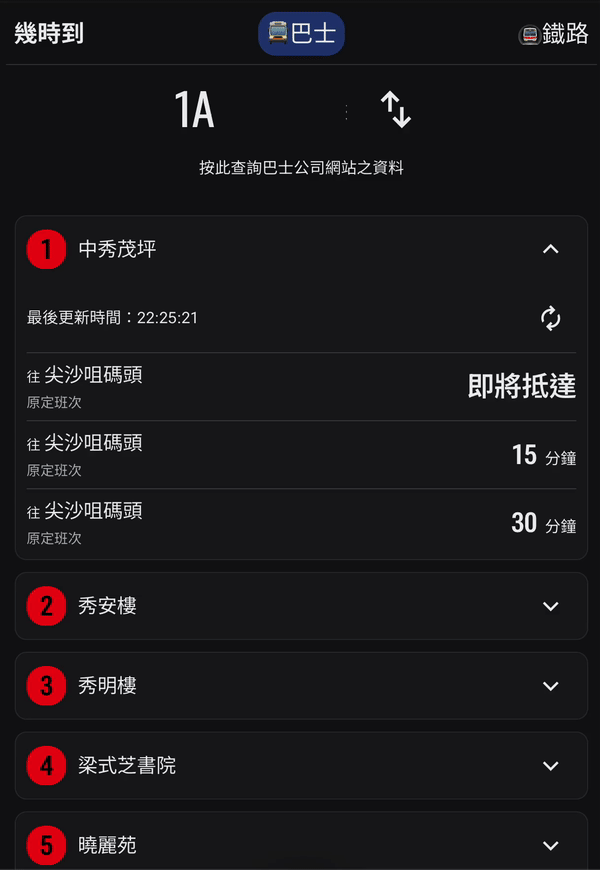 幾時到
巴士
鐵路
1A
按此查詢巴士公司網站之資料
1 中秀茂坪
最後更新時間：22:25:21
往 尖沙咀碼頭
原定班次
即將抵達
往 尖沙咀碼頭
原定班次
15 分鐘
往 尖沙咀碼頭
原定班次
30 分鐘
2 秀安樓
3 秀明樓
4 梁式芝書院
5 曉麗苑